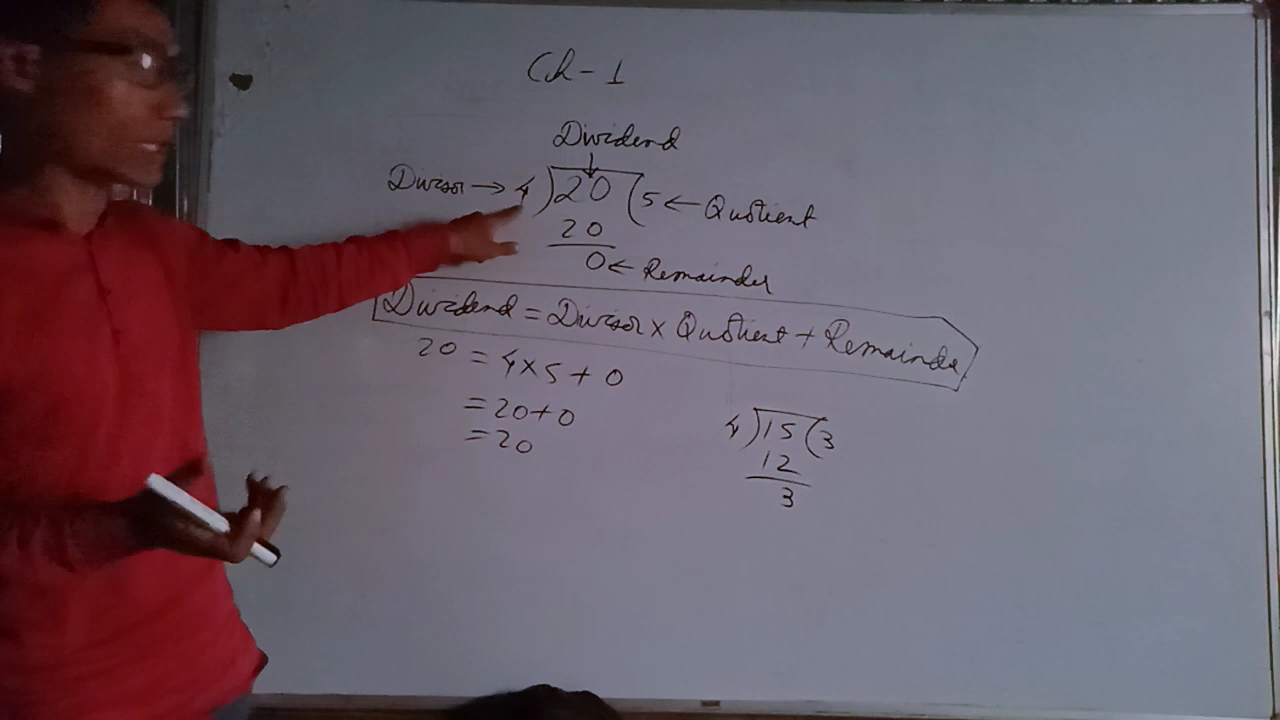 Ch-1
Dividend
Divisor → 4 ) 20 ( 5 ← Quotient
20
0 ← Remainder
Dividend = Divisor × Quotient + Remainder
20 = 4 × 5 + 0
= 20 + 0
= 20
4 ) 15 ( 3
12
3